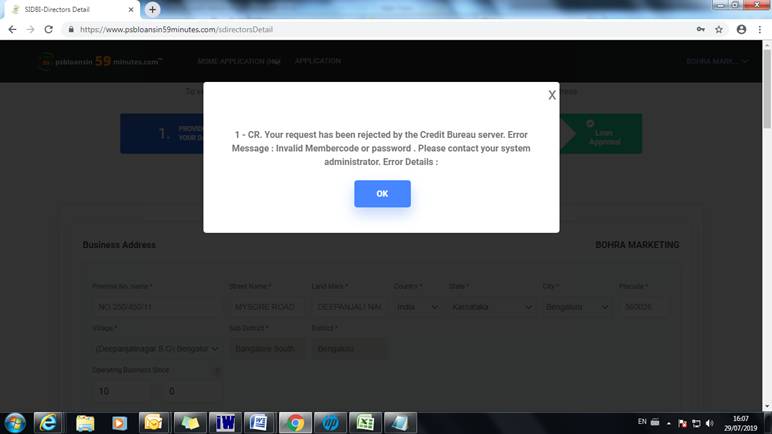 SIDBI-Directors Detail
https://www.psbloansin59minutes.com/sdirectorsDetail
psbloansin 59 minutes.com
MSME APPLICATION
APPLICATION
BOHRA MARK...
X
1.
Loan
Approval
1 - CR. Your request has been rejected by the Credit Bureau server. Error
Message : Invalid Membercode or password . Please contact your system
administrator. Error Details :
OK
Business Address BOHRA MARKETING
Premise No. name * Street Name * Land Mark * Country * State * City * Pincode *
NO 250/450/11 MYSORE ROAD DEEPANJALI NA India Karnataka Bengaluru 560026
Village * Sub District * District *
(Deepanjalinagar B.O) Bengalur Bangalore South Bengaluru
Operating Business Since
10 0
EN 16:07
29/07/2019